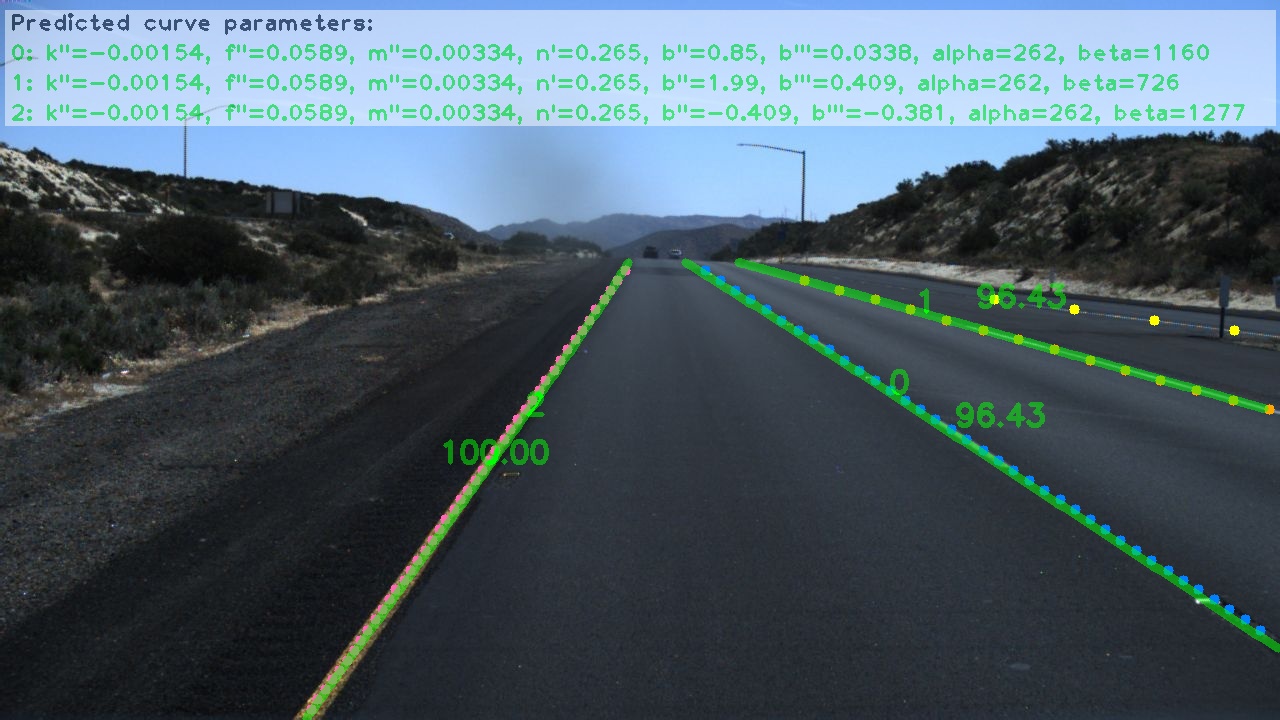 Predicted curve parameters:
0: k"=-0.00154, f"=0.0589, m"=0.00334, n'=0.265, b"=0.85, b'''=0.0338, alpha=262, beta=1160
1: k"=-0.00154, f"=0.0589, m"=0.00334, n'=0.265, b"=1.99, b'''=0.409, alpha=262, beta=726
2: k"=-0.00154, f"=0.0589, m"=0.00334, n'=0.265, b"=-0.409, b'''=-0.381, alpha=262, beta=1277
1 96.43
0
96.43
2
100.00